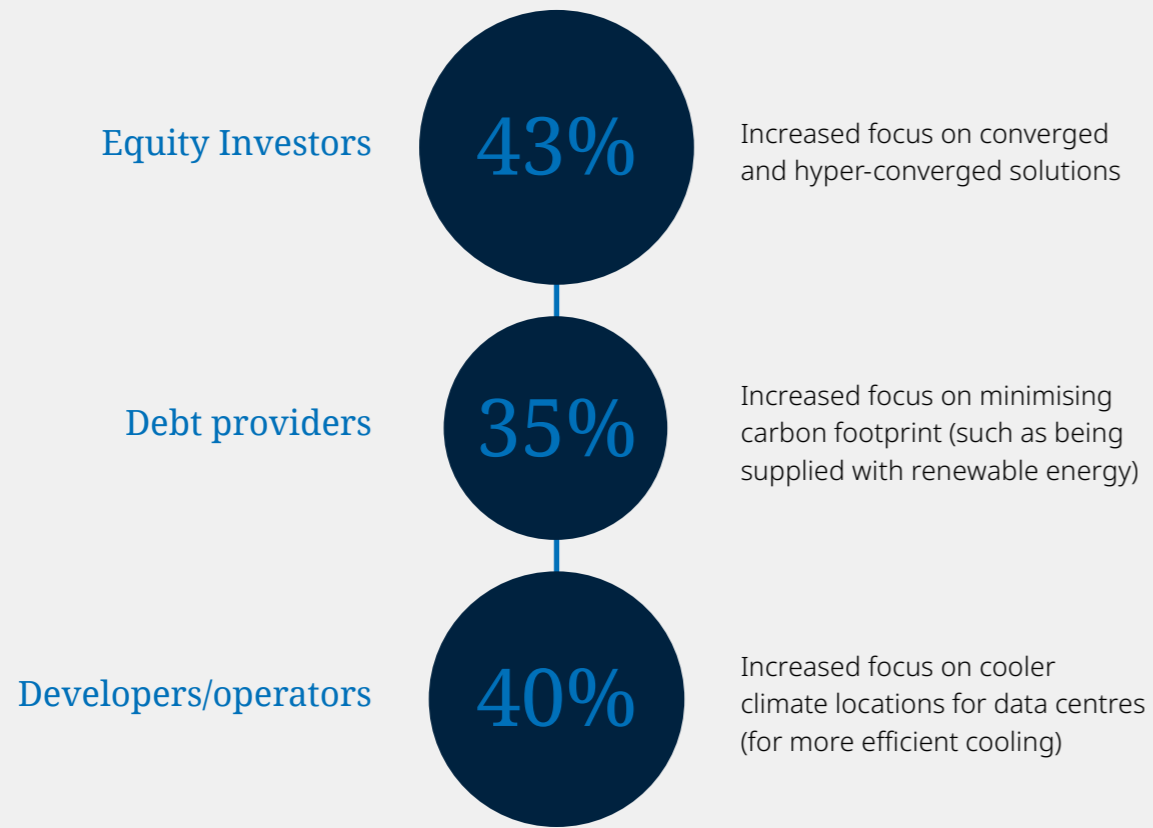 Equity Investors
43%
Increased focus on converged
and hyper-converged solutions
Debt providers
35%
Increased focus on minimising
carbon footprint (such as being
supplied with renewable energy)
Developers/operators
40%
Increased focus on cooler
climate locations for data centres
(for more efficient cooling)